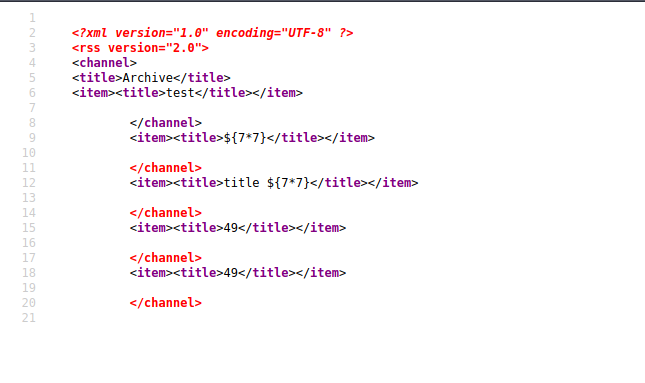 1
2 <?xml version="1.0" encoding="UTF-8" ?>
3 <rss version="2.0">
4 <channel>
5 <title>Archive</title>
6 <item><title>test</title></item>
7
8 </channel>
9 <item><title>${7*7}</title></item>
10
11 </channel>
12 <item><title>title ${7*7}</title></item>
13
14 </channel>
15 <item><title>49</title></item>
16
17 </channel>
18 <item><title>49</title></item>
19
20 </channel>
21